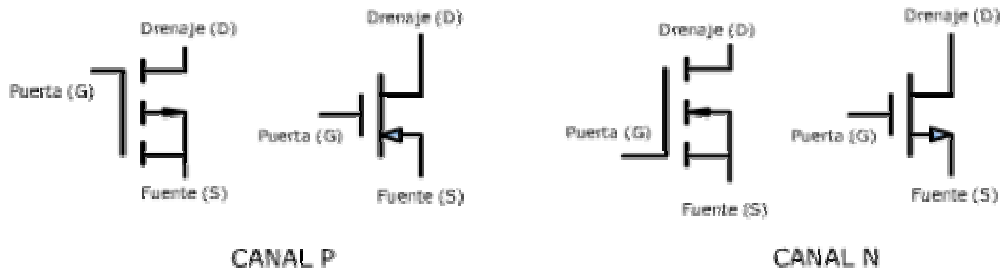 Drenaje (D)
Puerta (G)
Fuente (S)
Drenaje (D)
Puerta (G)
Fuente (S)
CANAL P
Drenaje (D)
Puerta (G)
Fuente (S)
Drenaje (D)
Puerta (G)
Fuente (S)
CANAL N